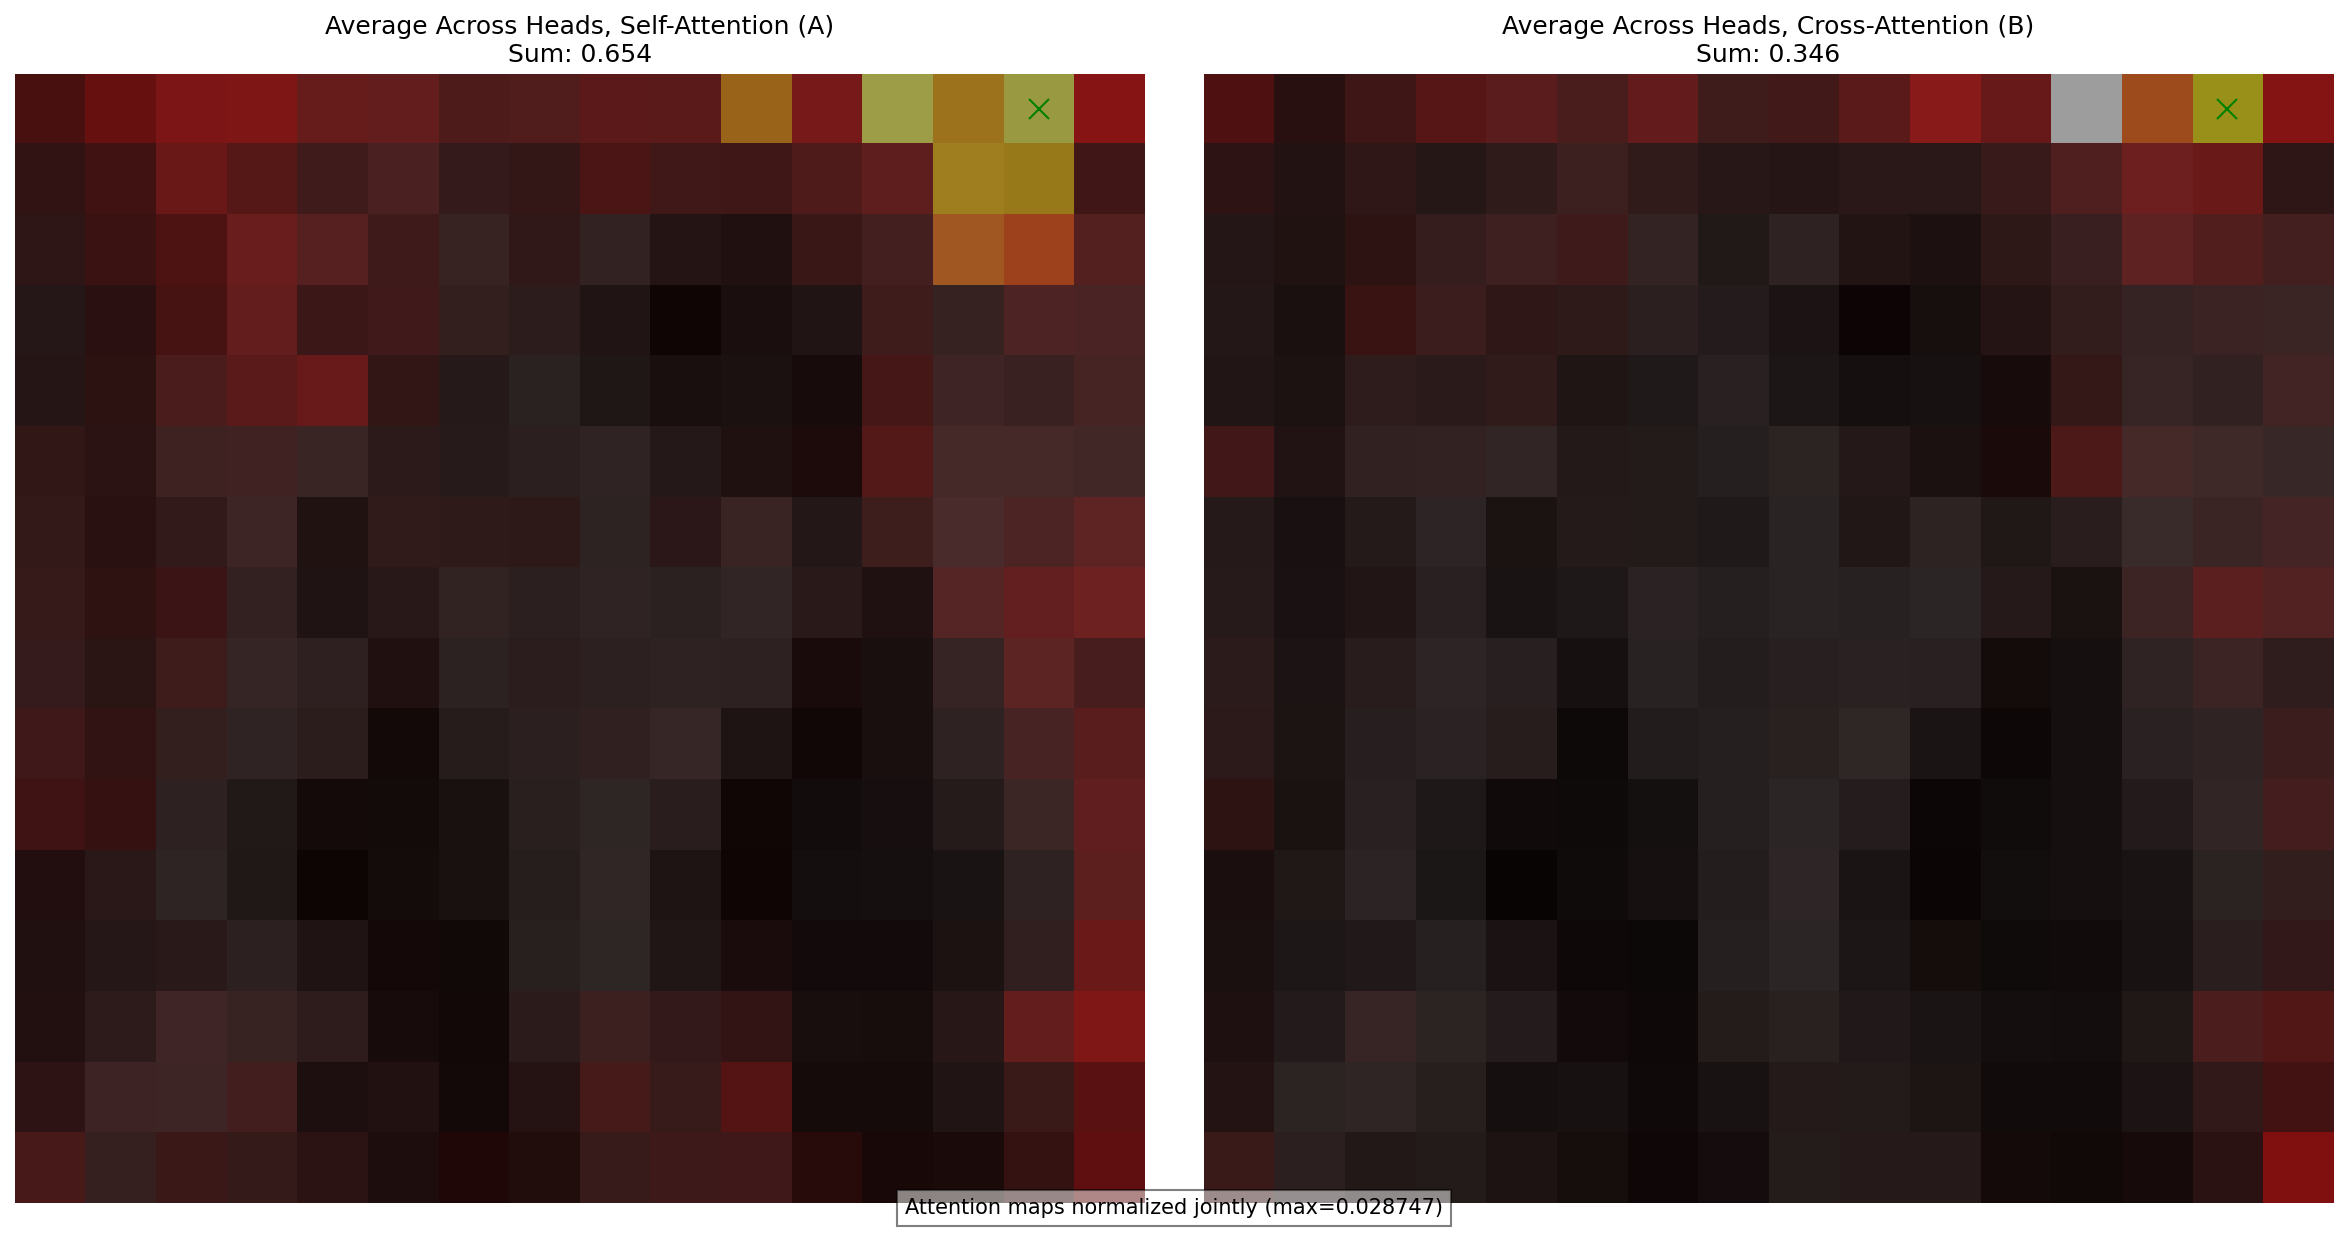 Average Across Heads, Self-Attention (A)
Sum: 0.654
Average Across Heads, Cross-Attention (B)
Sum: 0.346
Attention maps normalized jointly (max=0.028747)